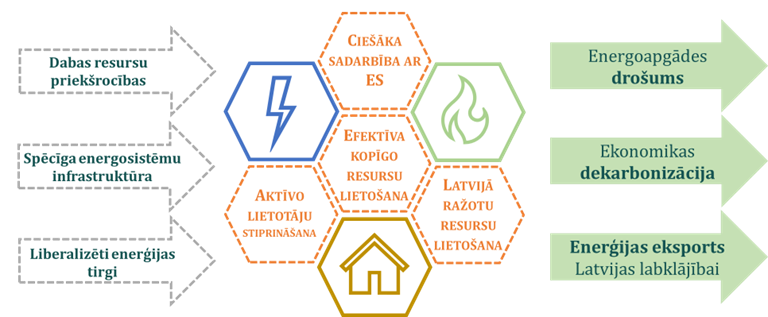 Dabas resursu
priekšrocības
Spēcīga energosistēmu
infrastruktūra
Liberalizēti enerģijas
tirgi
CIEŠĀKA
SADARBĪBA AR
ES
EFEKTĪVA
KOPĪGO
RESURSU
LIETOŠANA
AKTĪVO
LIETOTĀJU
STIPRINĀŠANA
LATVIJĀ
RAŽOTU
RESURSU
LIETOŠANA
Energoapgādes
drošums
Ekonomikas
dekarbonizācija
Enerģijas eksports
Latvijas labklājībai